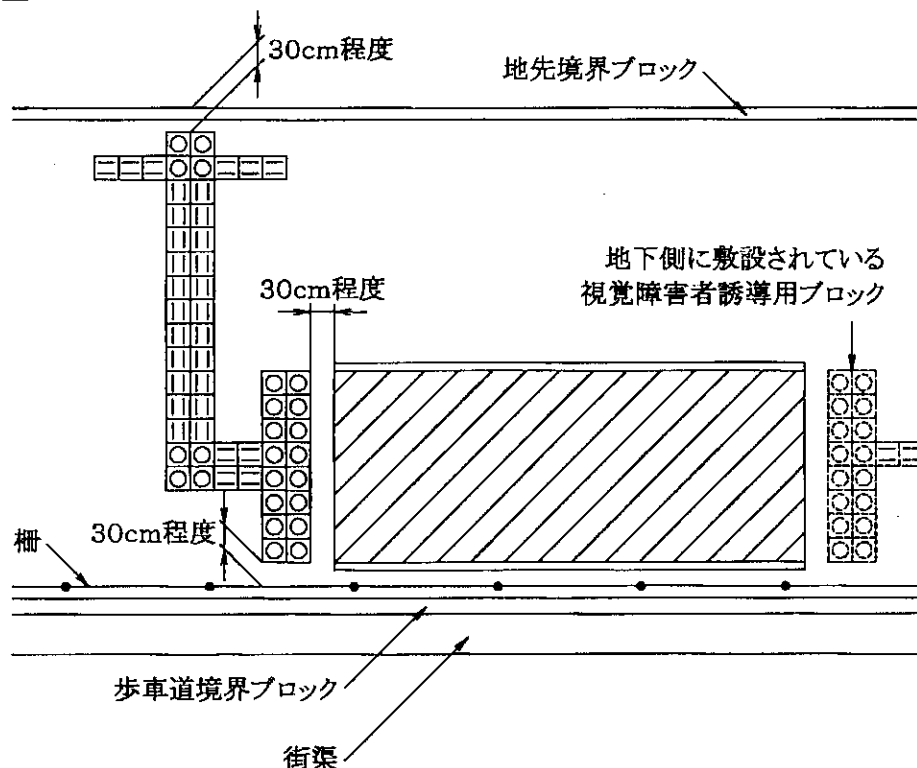 30cm程度
地先境界ブロック
地下側に敷設されている
視覚障害者誘導用ブロック
30cm程度
30cm程度
柵
歩車道境界ブロック
街渠